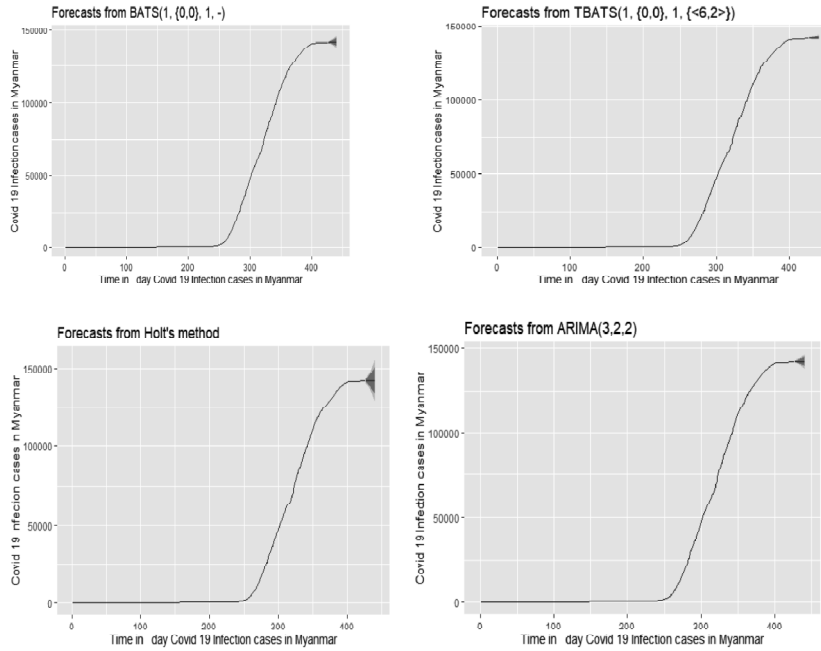 Forecasts from BATS(1, {0,0}, 1, -)
Covid 19 Infection cases in Myanmar
150000
100000
50000
0
0 100 200 300 400
Time in day Covid 19 Infection cases in Myanmar
Forecasts from TBATS(1, {0,0}, 1, {<6,2>})
Covid 19 Infection cases in Myanmar
150000
100000
50000
0
0 100 200 300 400
Time in day Covid 19 Infection cases in Myanmar
Forecasts from Holt's method
Covid 19 nfection cases in Myanmar
150000
100000
50000
0
0 100 200 300 400
Time in day Covid 19 Infection cases in Myanmar
Forecasts from ARIMA(3,2,2)
Covid 19 Infection cases in Myanmar
150000
100000
50000
0
0 100 200 300 400
Time in day Covid 19 Infection cases in Myanmar